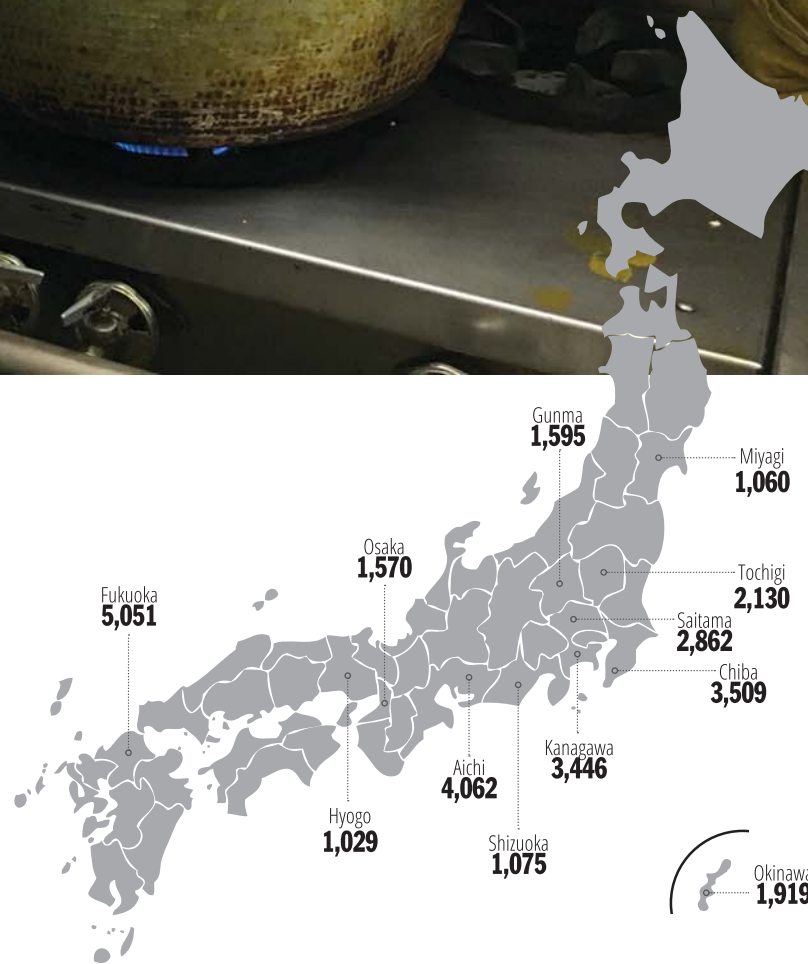 Gunma
1,595
Miyagi
1,060
Osaka
1,570
Tochigi
2,130
Fukuoka
5,051
Saitama
2,862
Chiba
3,509
Kanagawa
3,446
Aichi
4,062
Hyogo
1,029
Shizuoka
1,075
Okinawa
1,919